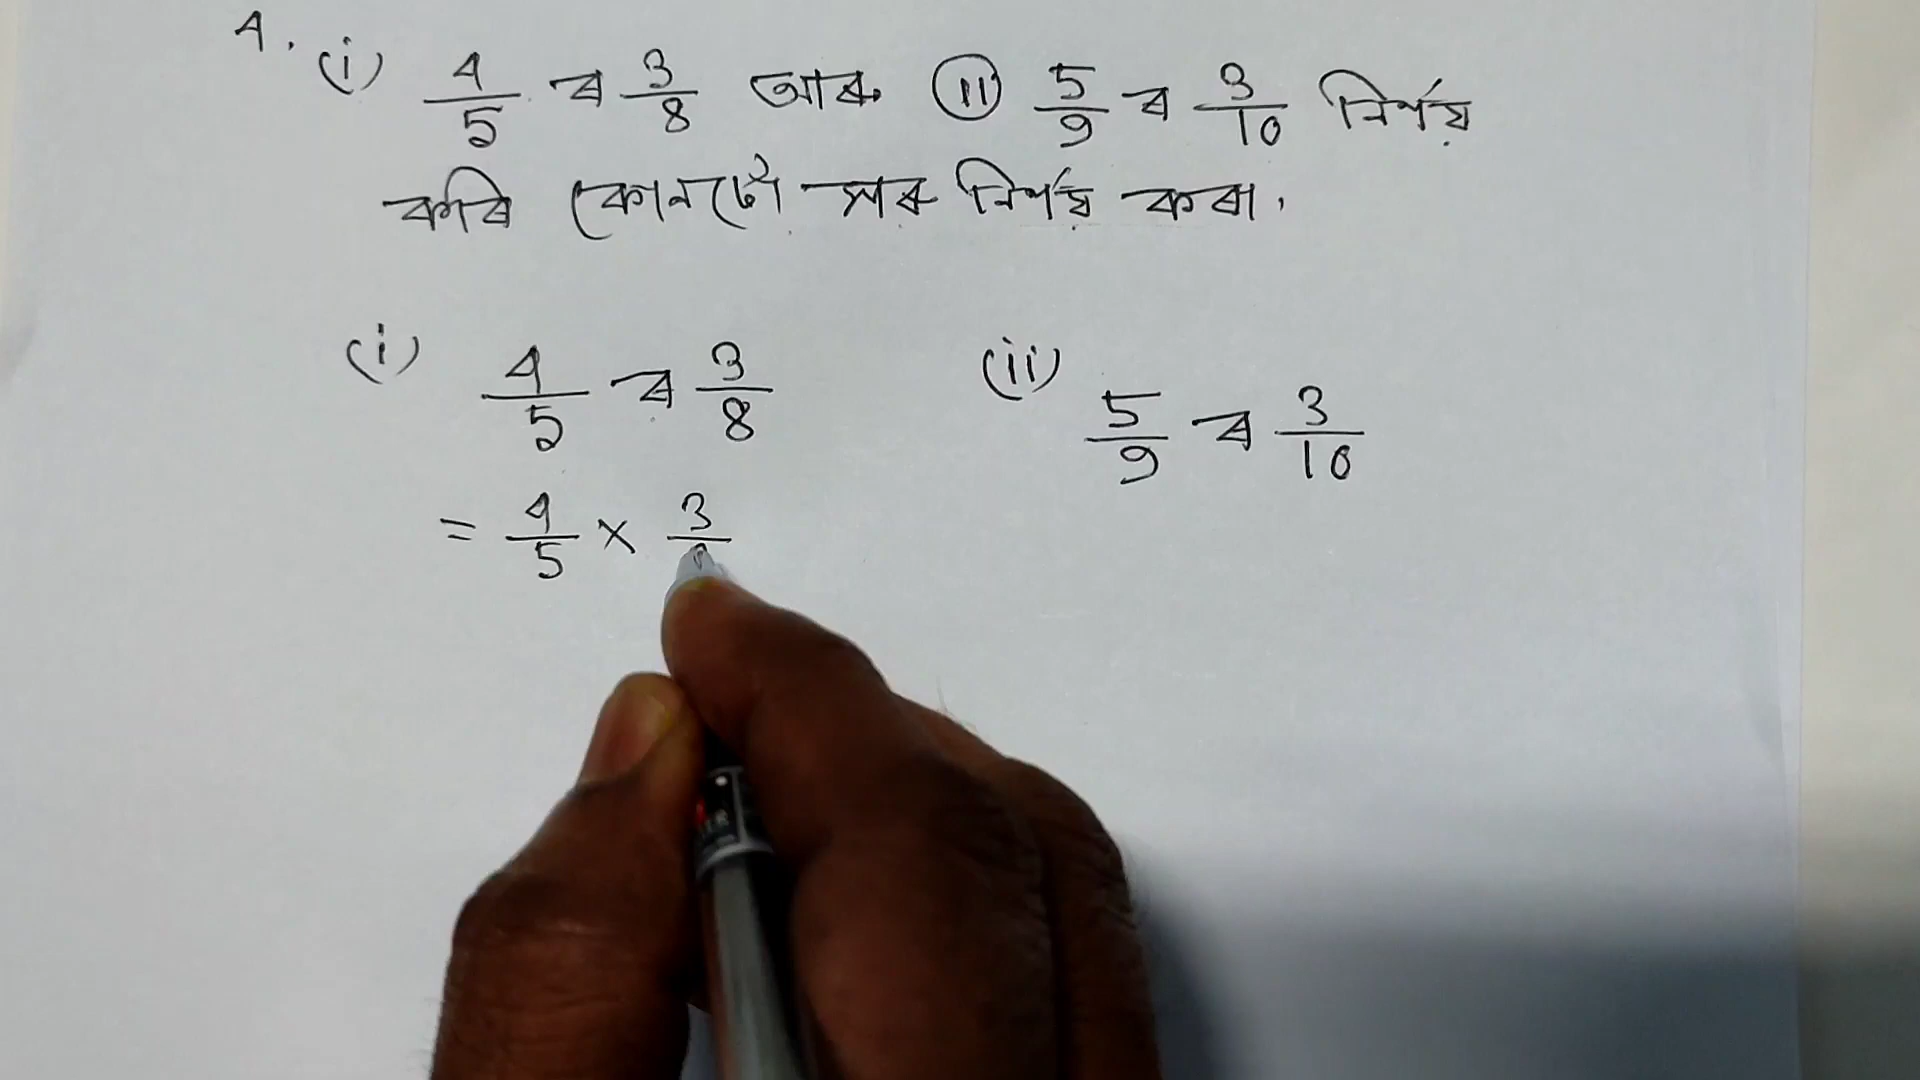 4. (i) 4/5 ৰ 3/8 আৰু (ii) 5/9 ৰ 3/10 নিৰ্ণয়
কৰি কোনটো সৰু নিৰ্ণয় কৰা.
(i) 4/5 ৰ 3/8
= 4/5 × 3/8
(ii) 5/9 ৰ 3/10